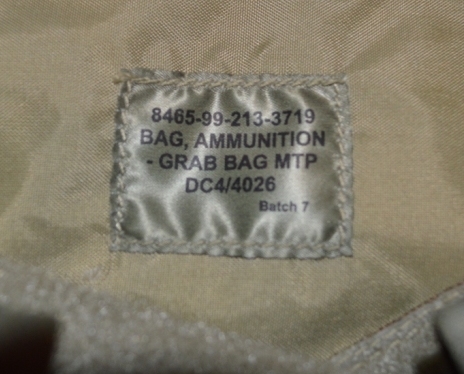 8465-99-213-3719
BAG, AMMUNITION
- GRAB BAG MTP
DC4/4026
Batch 7